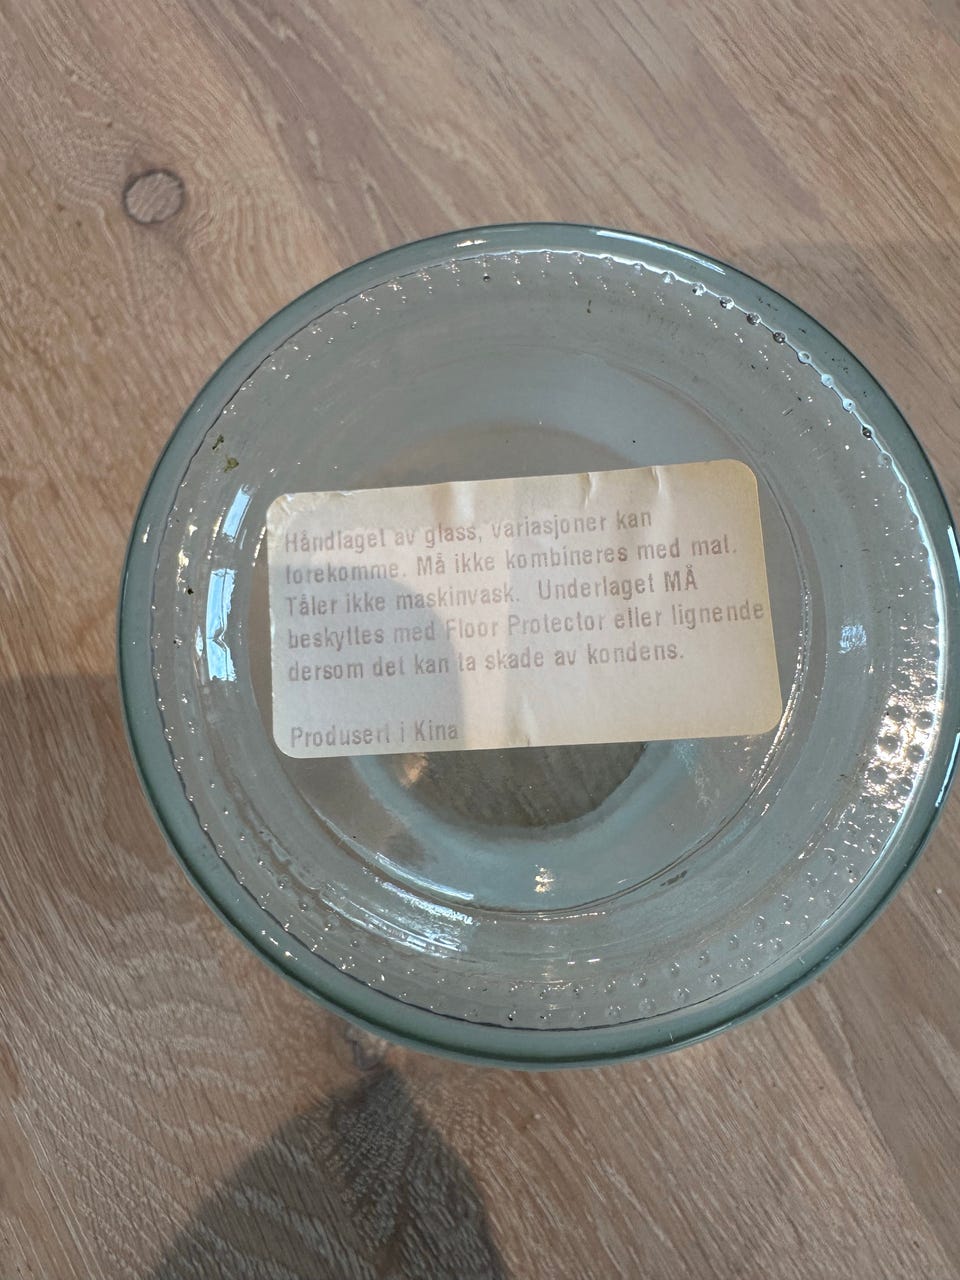 Håndlaget av glass, variasjoner kan
forekomme. Må ikke kombineres med mat.
Tåler ikke maskinvask. Underlaget MÅ
beskyttes med Floor Protector eller lignende
dersom det kan ta skade av kondens.
Produsert i Kina